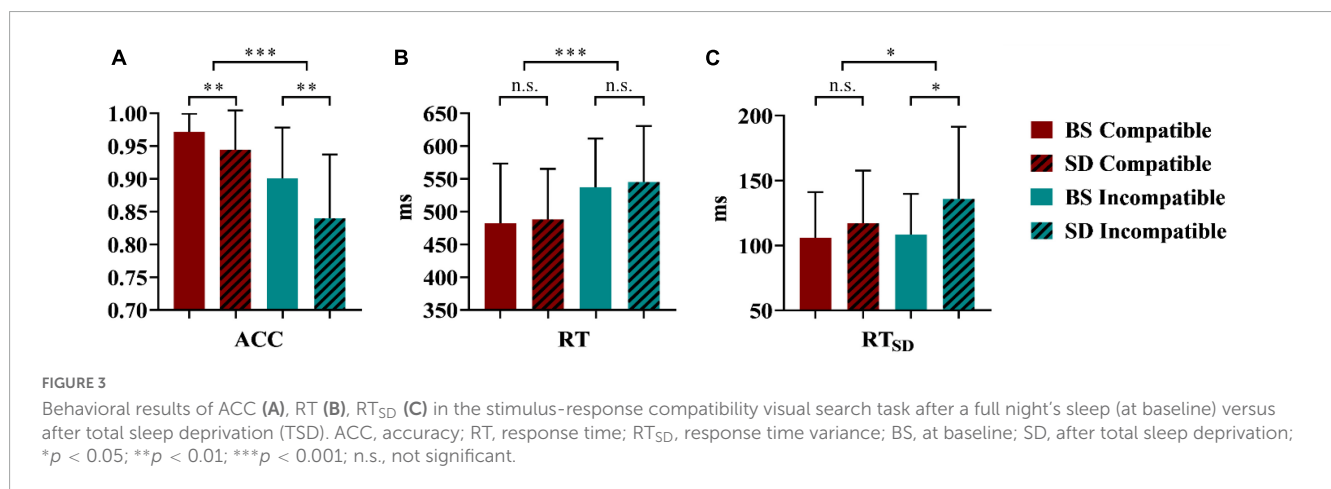 A
***
**
**
1.00
0.95
0.90
0.85
0.80
0.75
0.70
ACC
B
***
n.s.
n.s.
650
600
550
500
450
400
350
ms
RT
C
*
n.s.
*
200
150
100
50
ms
RTSD
BS Compatible
SD Compatible
BS Incompatible
SD Incompatible
FIGURE 3
Behavioral results of ACC (A), RT (B), RTSD (C) in the stimulus-response compatibility visual search task after a full night's sleep (at baseline) versus
after total sleep deprivation (TSD). ACC, accuracy; RT, response time; RTSD, response time variance; BS, at baseline; SD, after total sleep deprivation;
*p < 0.05; **p < 0.01; ***p < 0.001; n.s., not significant.